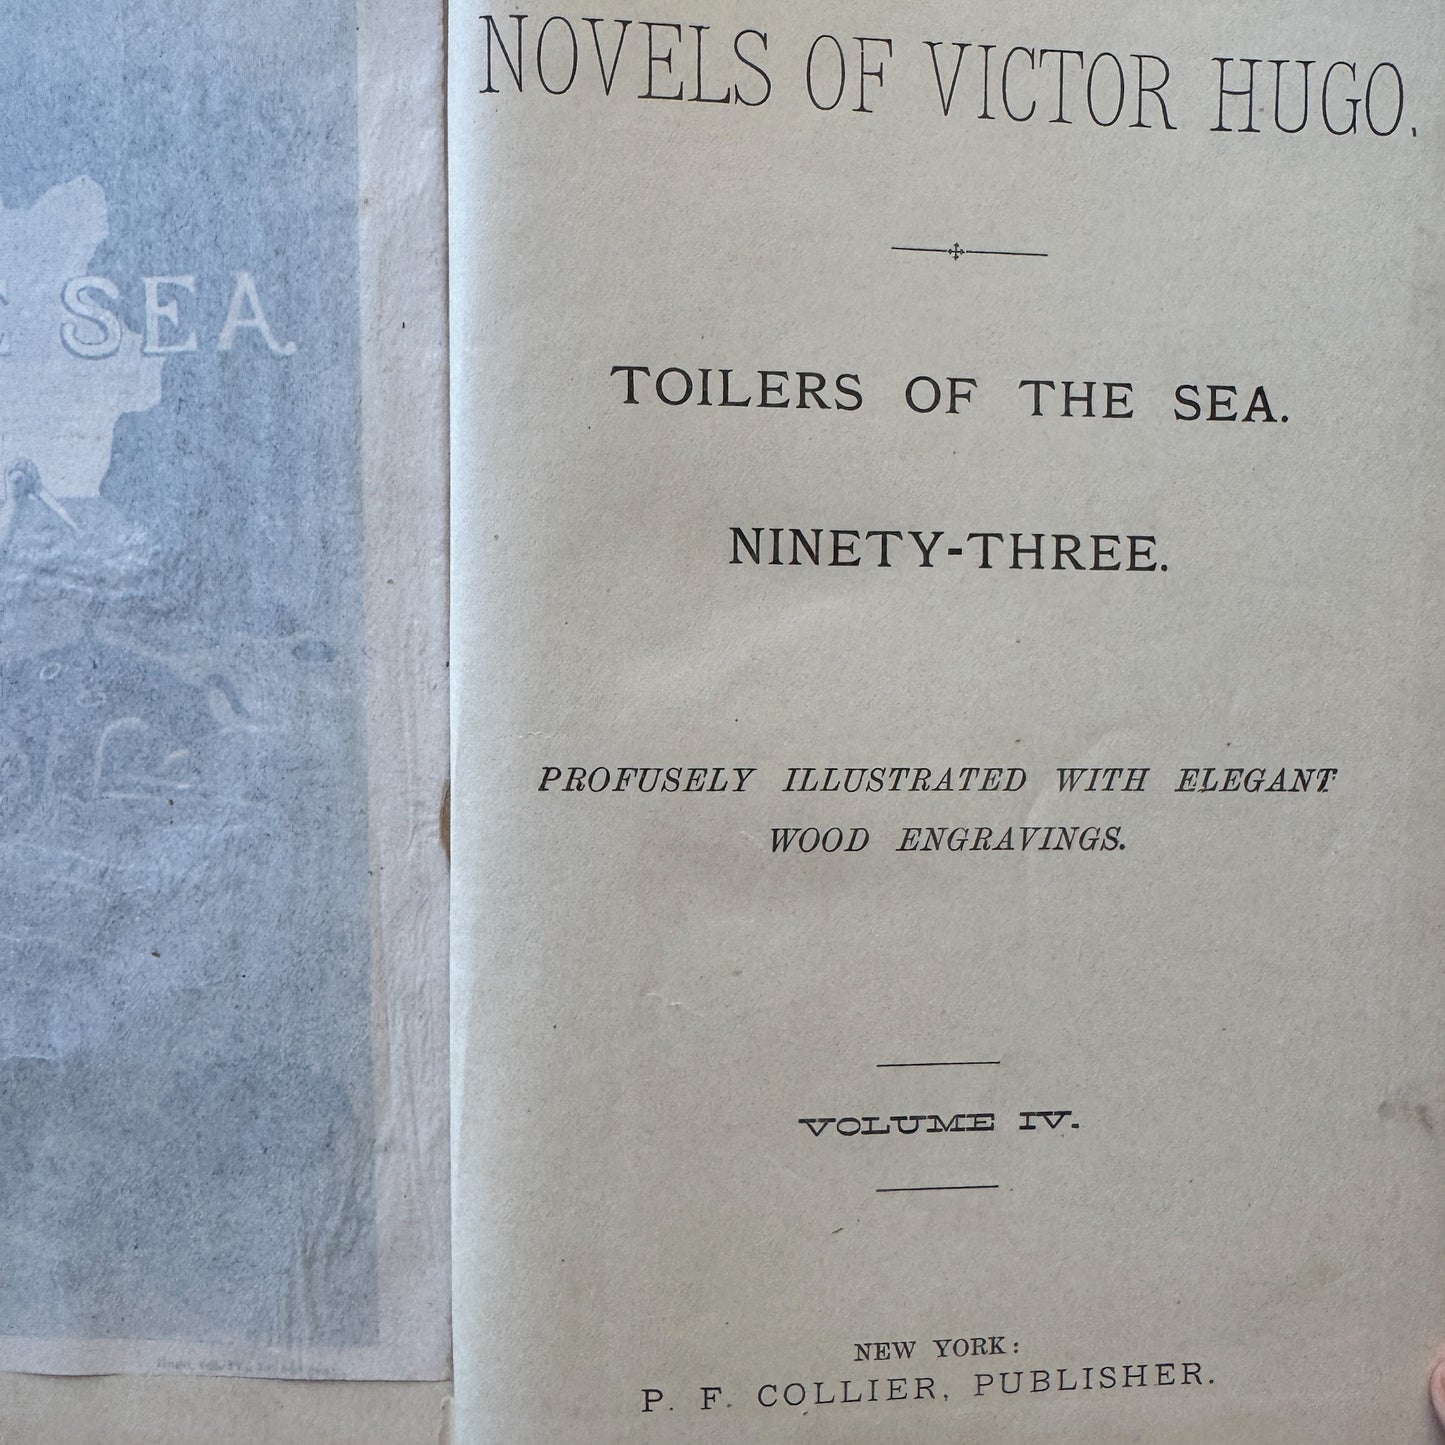 SEA
NOVELS OF VICTOR HUGO.
TOILERS OF THE SEA.
NINETY-THREE.
PROFUSELY ILLUSTRATED WITH ELEGANT
WOOD ENGRAVINGS.
VOLUME IV.
NEW YORK:
P. F. COLLIER, PUBLISHER.